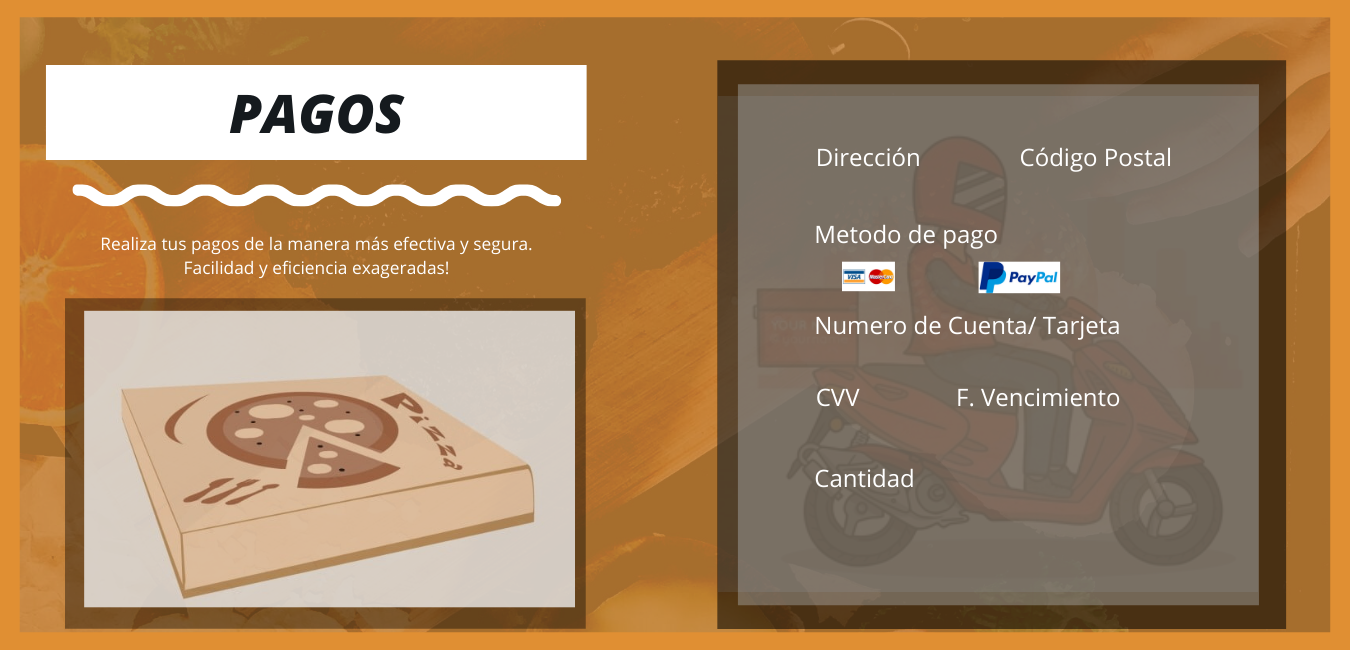 PAGOS
Realiza tus pagos de la manera más efectiva y segura.
Facilidad y eficiencia exageradas!
Pizza
Dirección Código Postal
Metodo de pago
VISA MasterCard PayPal
YOUR
Numero de Cuenta/ Tarjeta
CVV F. Vencimiento
Cantidad